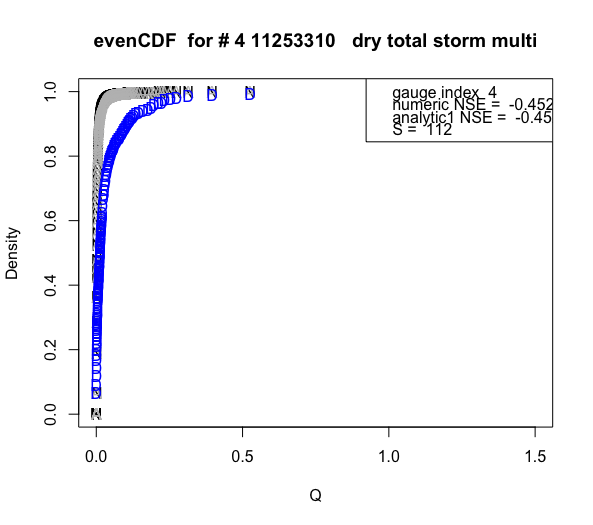 evenCDF for # 4 11253310 dry total storm multi
gauge index 4
numeric NSE = -0.452
analytic1 NSE = -0.45
S = 112
1.0
0.8
0.6
0.4
0.2
0.0
Density
0.0 0.5 1.0 1.5
Q